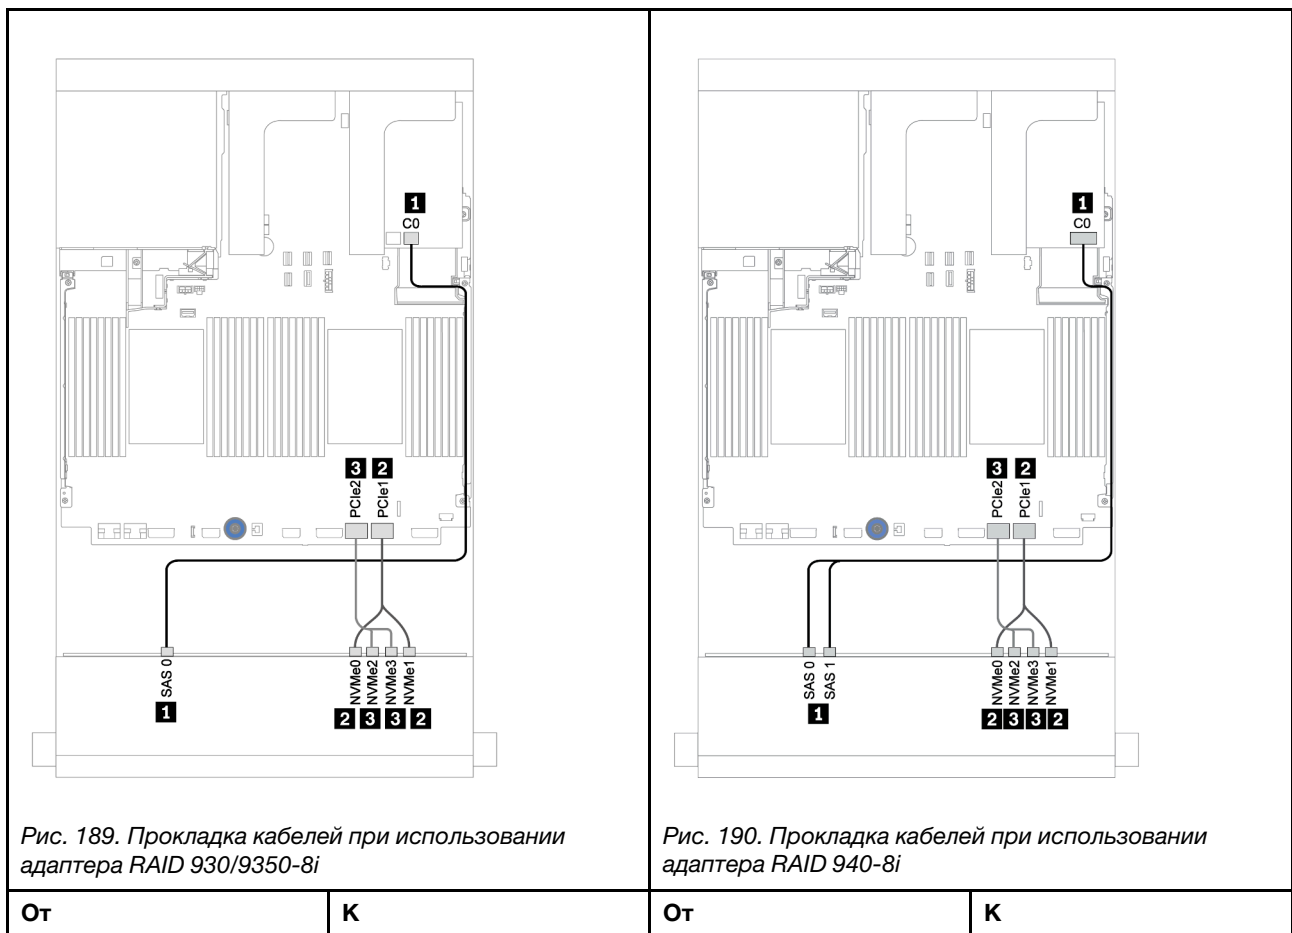 1
C0
3 2
PCIe2
PCIe1
SAS 0
1
NVMe0
NVMe2
NVMe3
NVMe1
2 3 3 2
Рис. 189. Прокладка кабелей при использовании
адаптера RAID 930/9350-8i
1
C0
3 2
PCIe2
PCIe1
SAS 0
SAS 1
1
NVMe0
NVMe2
NVMe3
NVMe1
2 3 3 2
Рис. 190. Прокладка кабелей при использовании
адаптера RAID 940-8i
От К От К